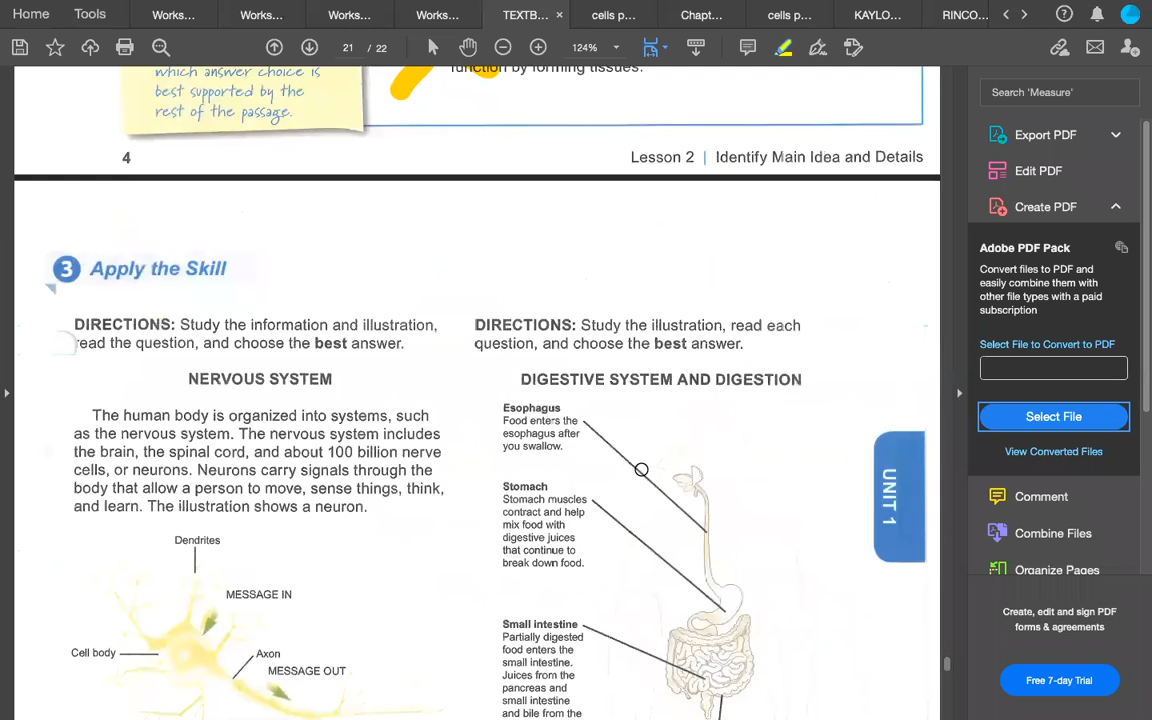 Home
Tools
Works...
Works...
Works...
Works...
TEXTB...
×
cells p...
Chapt...
cells p...
KAYLO...
RINCO...
21 / 22
124%
which answer choice is
best supported by the
rest of the passage.
function by forming tissues.
4
Lesson 2 | Identify Main Idea and Details
3 Apply the Skill
DIRECTIONS: Study the information and illustration,
read the question, and choose the best answer.
NERVOUS SYSTEM
The human body is organized into systems, such
as the nervous system. The nervous system includes
the brain, the spinal cord, and about 100 billion nerve
cells, or neurons. Neurons carry signals through the
body that allow a person to move, sense things, think,
and learn. The illustration shows a neuron.
Dendrites
MESSAGE IN
Cell body
Axon
MESSAGE OUT
DIRECTIONS: Study the illustration, read each
question, and choose the best answer.
DIGESTIVE SYSTEM AND DIGESTION
Esophagus
Food enters the
esophagus after
you swallow.
Stomach
Stomach muscles
contract and help
mix food with
digestive juices
that continue to
break down food.
Small intestine
Partially digested
food enters the
small intestine.
Juices from the
pancreas and
small intestine
and bile from the
UNIT 1
Search 'Measure'
Export PDF
Edit PDF
Create PDF
Adobe PDF Pack
Convert files to PDF and
easily combine them with
other file types with a paid
subscription
Select File to Convert to PDF
Select File
View Converted Files
Comment
Combine Files
Organize Pages
Create, edit and sign PDF
forms & agreements
Free 7-day Trial